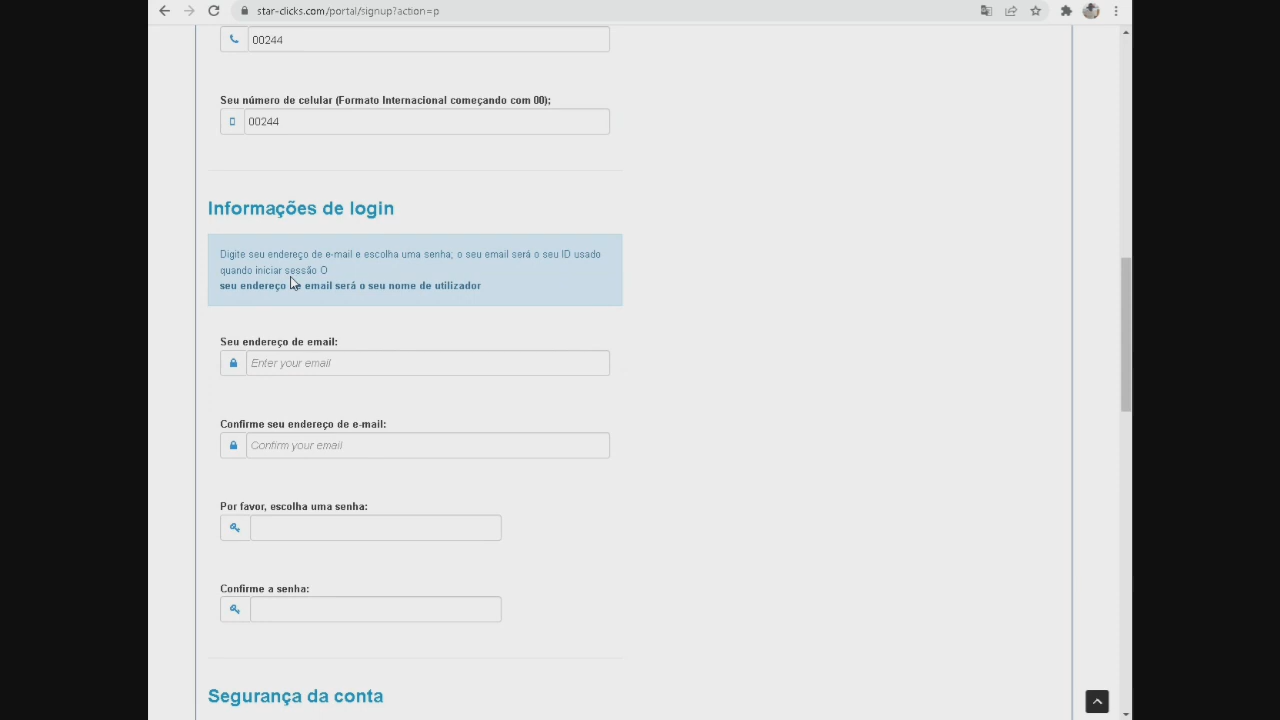 star-clicks.com/portal/signup?action=p
00244
Seu número de celular (Formato Internacional começando com 00);
00244
Informações de login
Digite seu endereço de e-mail e escolha uma senha; o seu email será o seu ID usado
quando iniciar sessão O
seu endereço de email será o seu nome de utilizador
Seu endereço de email:
Enter your email
Confirme seu endereço de e-mail:
Confirm your email
Por favor, escolha uma senha:
Confirme a senha:
Segurança da conta